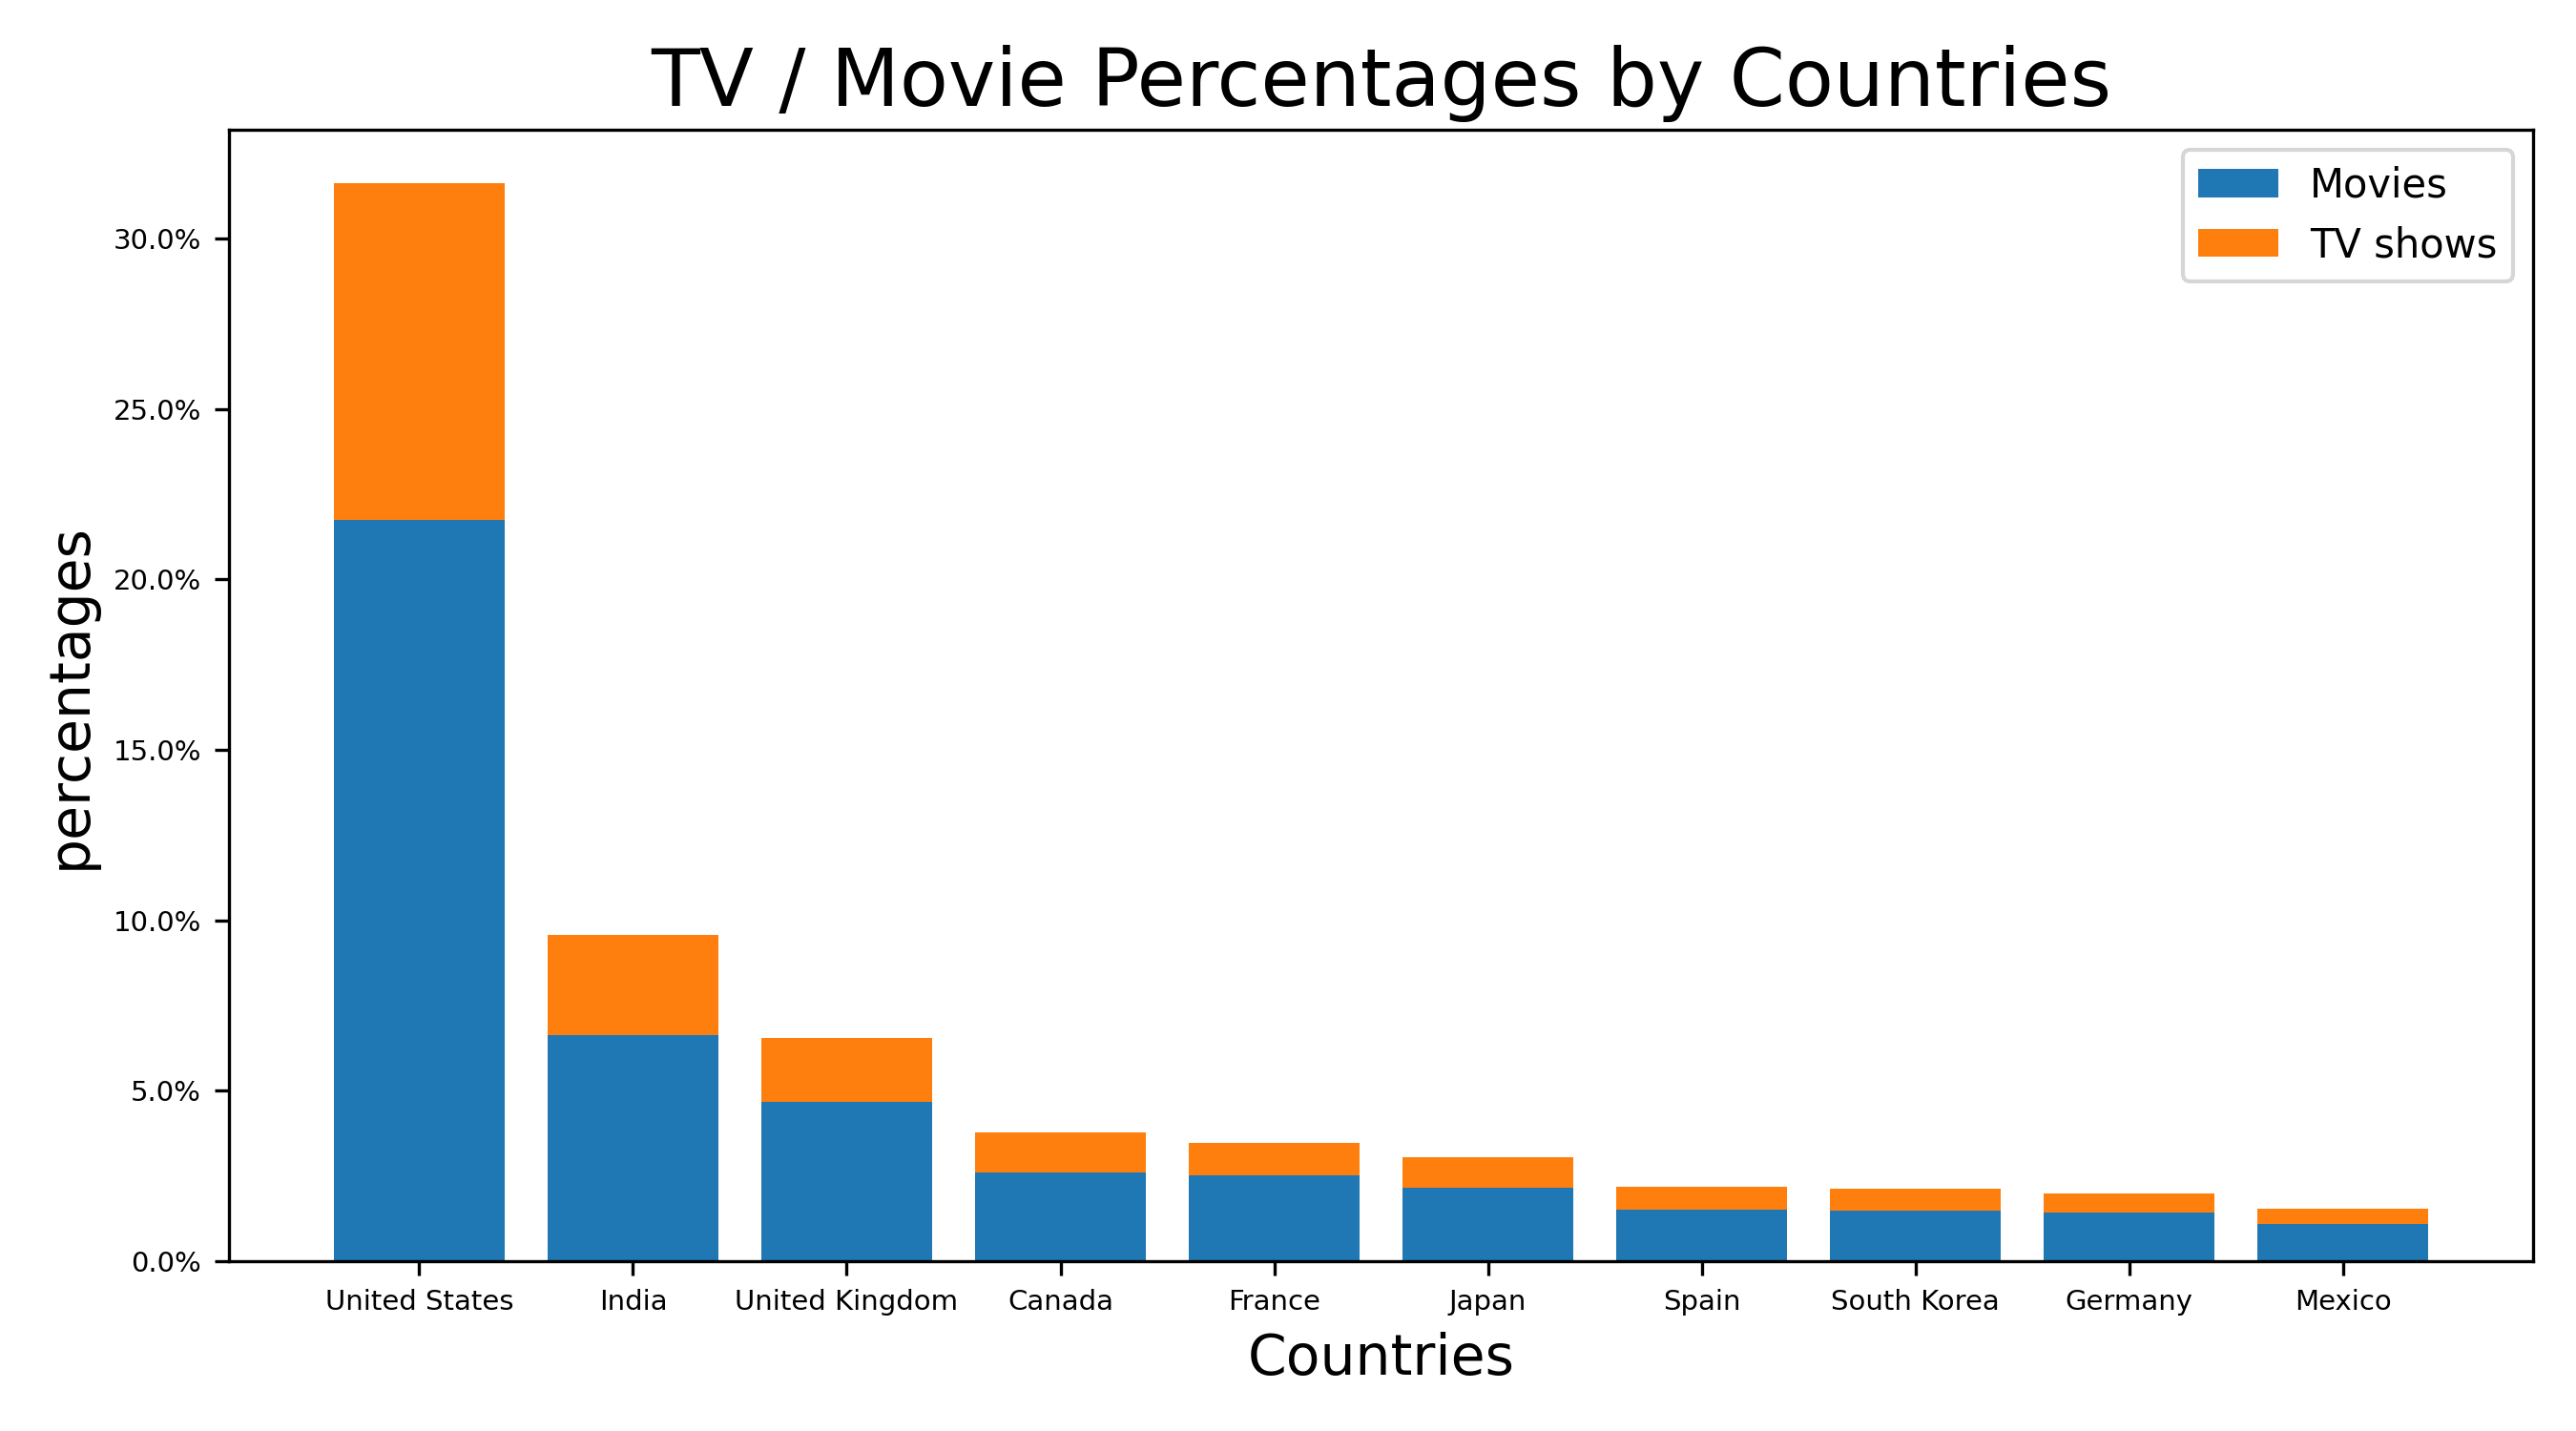 TV / Movie Percentages by Countries
Movies
TV shows
30.0%
25.0%
20.0%
15.0%
10.0%
5.0%
0.0%
percentages
United States India United Kingdom Canada France Japan Spain South Korea Germany Mexico
Countries